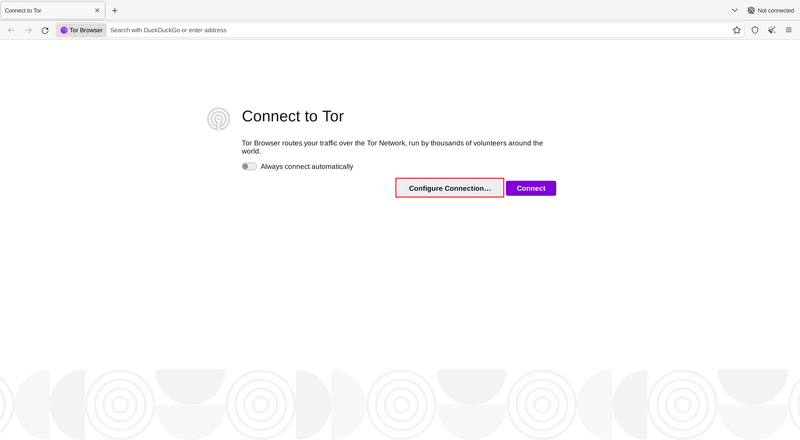 Connect to Tor
Not connected
Tor Browser
Search with DuckDuckGo or enter address
Connect to Tor
Tor Browser routes your traffic over the Tor Network, run by thousands of volunteers around the
world.
Always connect automatically
Configure Connection...
Connect